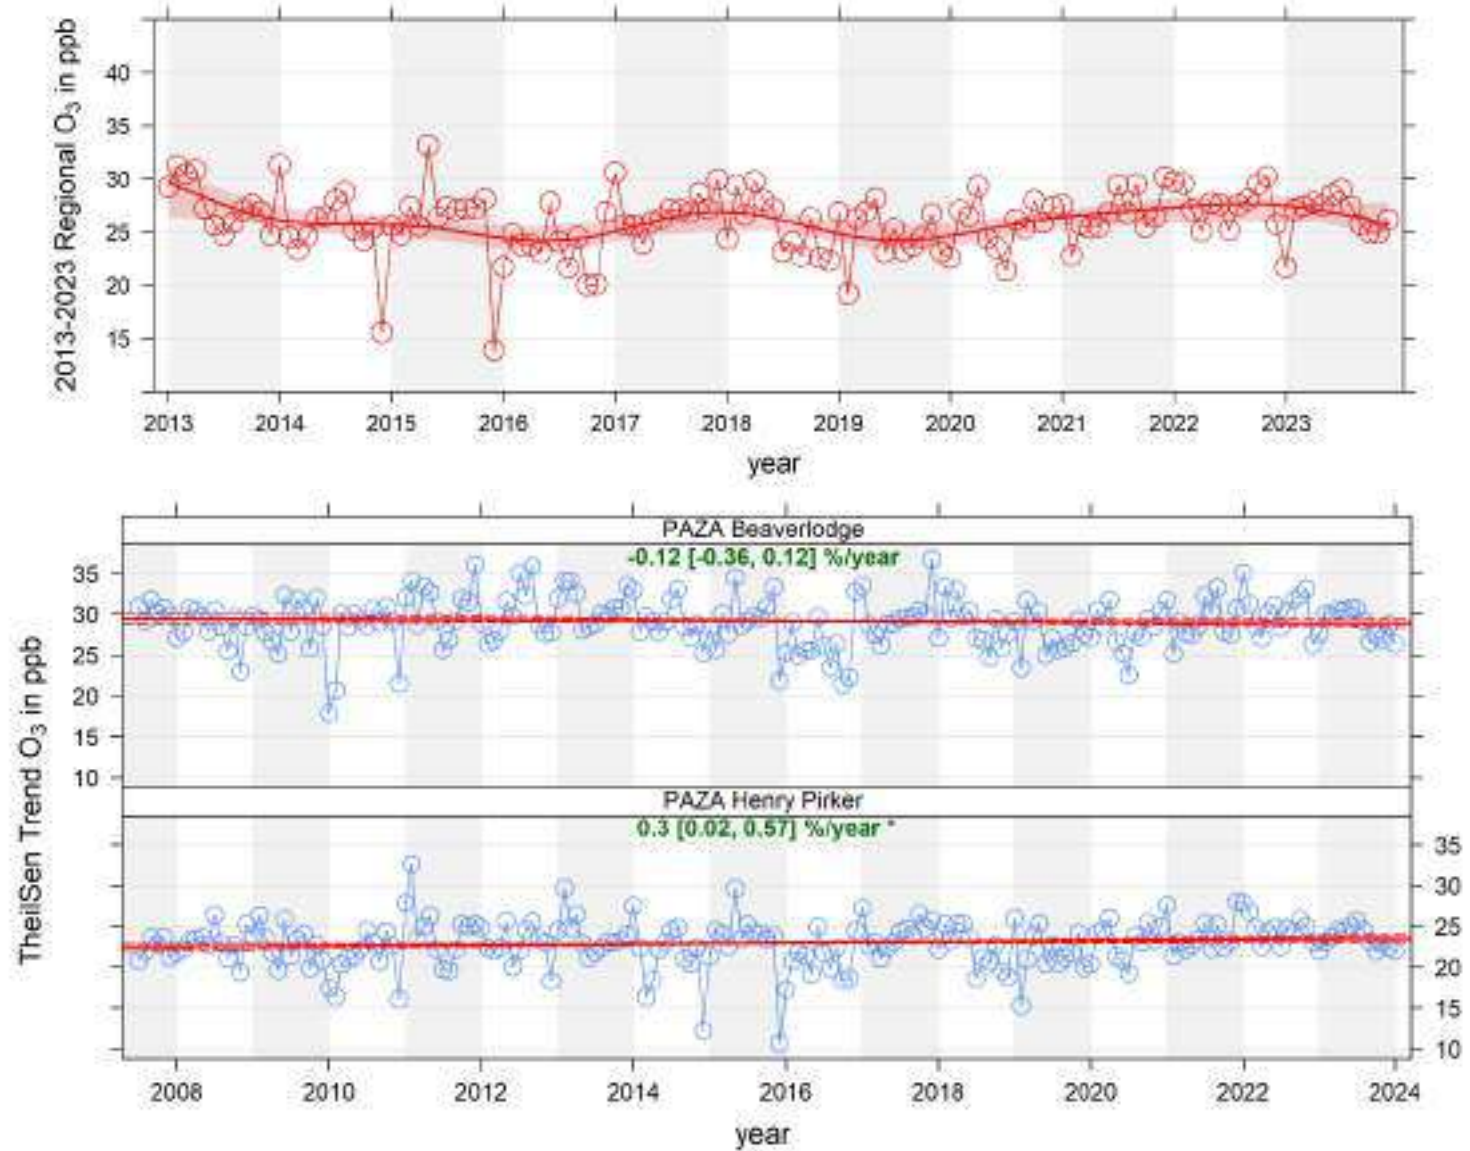 2013-2023 Regional O₃ in ppb
40
35
30
25
20
15
2013 2014 2015 2016 2017 2018 2019 2020 2021 2022 2023
year
TheilSen Trend O₃ in ppb
PAZA Beaverlodge
-0.12 [-0.36, 0.12] %/year
35
30
25
20
15
10
PAZA Henry Pirker
0.3 [0.02, 0.57] %/year *
35
30
25
20
15
10
2008 2010 2012 2014 2016 2018 2020 2022 2024
year